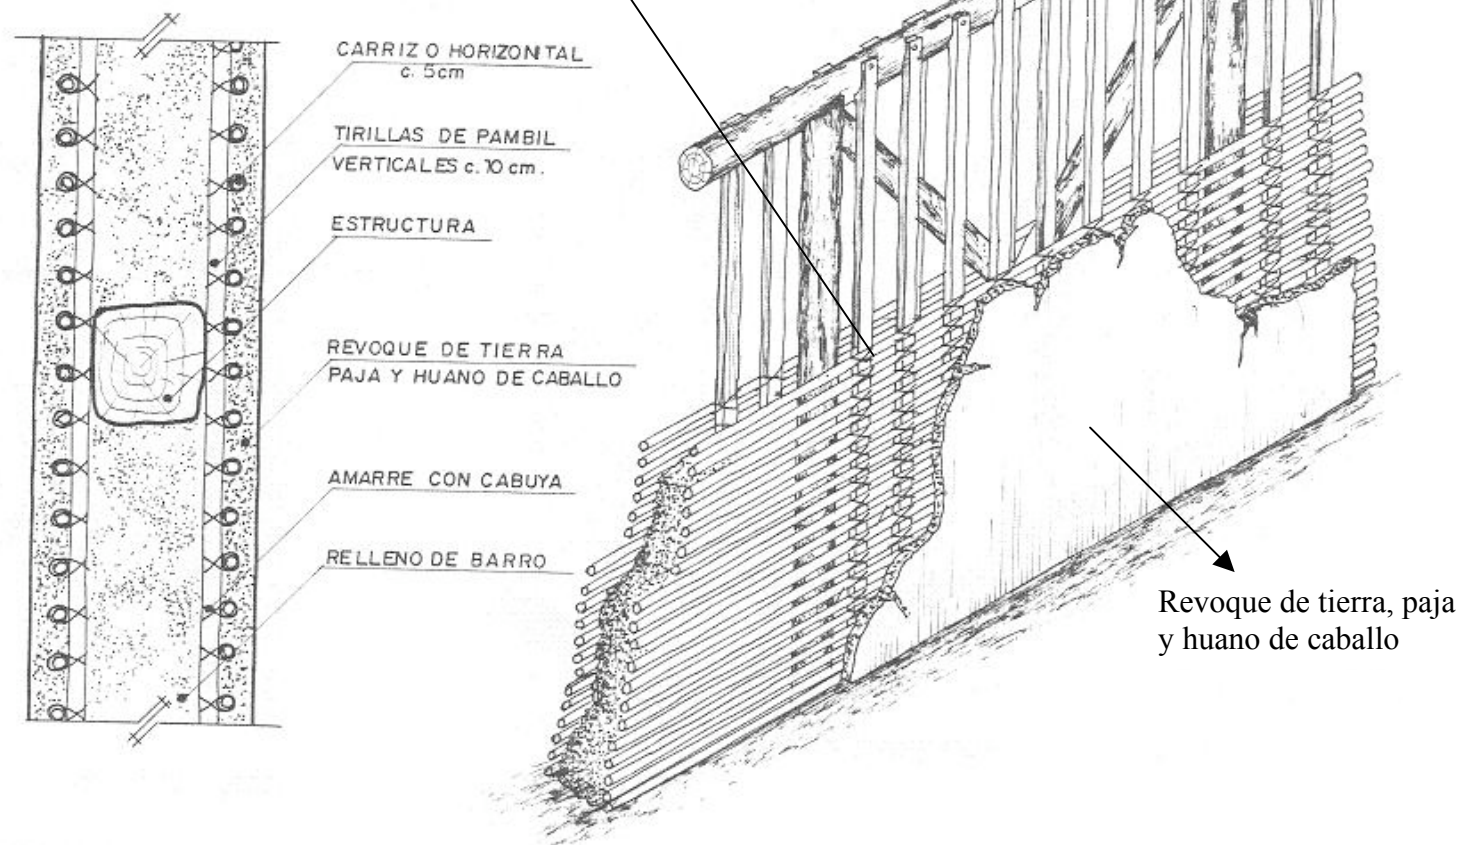 CARRIZO HORIZONTAL
c. 5cm
TIRILLAS DE PAMBIL
VERTICALES c. 10 cm.
ESTRUCTURA
REVOQUE DE TIERRA
PAJA Y HUANO DE CABALLO
AMARRE CON CABUYA
RELLENO DE BARRO
Revoque de tierra, paja
y huano de caballo